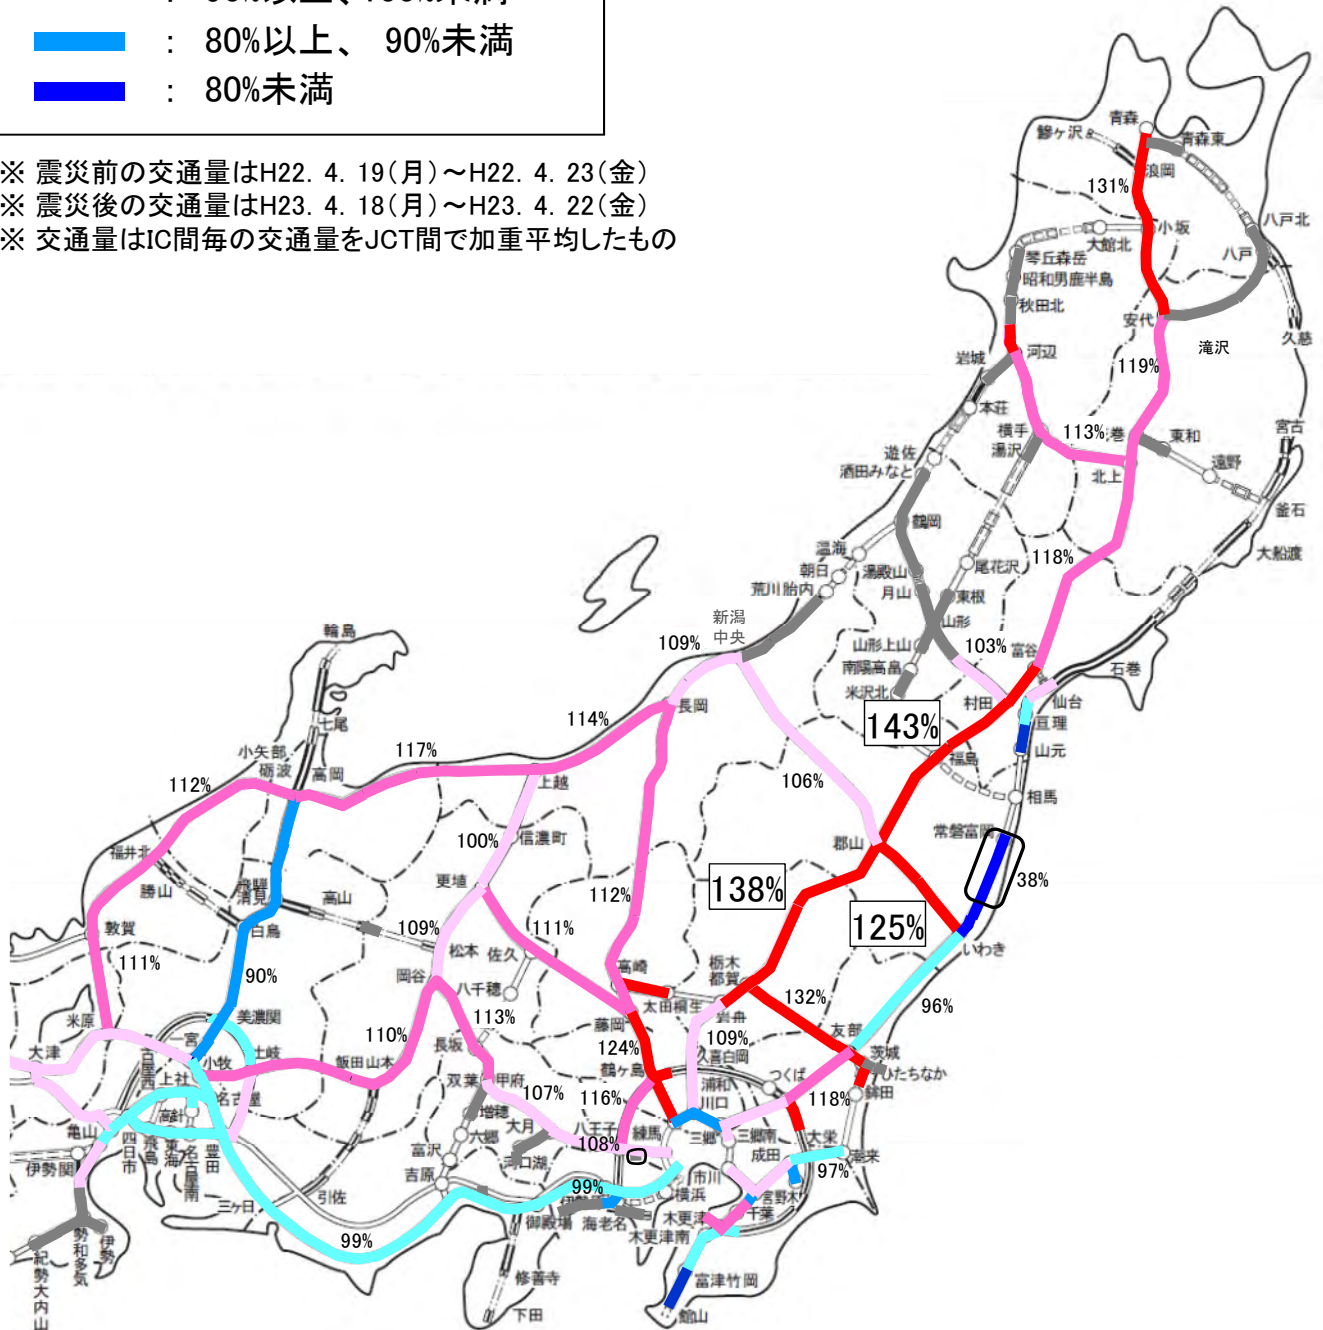 : 80%以上、 90%未満
: 80%未満
※ 震災前の交通量はH22. 4. 19(月)～H22. 4. 23(金)
※ 震災後の交通量はH23. 4. 18(月)～H23. 4. 22(金)
※ 交通量はIC間毎の交通量をJCT間で加重平均したもの
青森
鰺ヶ沢
青森東
浪岡
131%
八戸北
小坂
大館北
八戸
琴丘森岳
昭和男鹿半島
秋田北
安代
滝沢
久慈
河辺
岩城
119%
本荘
宮古
横手
113%
巻
東和
湯沢
遊佐
酒田みなと
北上
遠野
釜石
鶴岡
大船渡
温海
118%
朝日
湯殿山
尾花沢
荒川胎内
月山
東根
新潟
中央
山形
輪島
109%
山形上山
103%
富谷
南陽高畠
石巻
米沢北
村田
仙台
長岡
143%
亘理
114%
七尾
小矢部
砺波
高岡
117%
福島
山元
上越
112%
106%
相馬
100%
信濃町
郡山
常磐富岡
福井北
更埴
138%
38%
勝山
飛騨
清見
高山
112%
125%
白鳥
敦賀
109%
松本
111%
いわき
佐久
111%
高崎
栃木
都賀
岡谷
90%
八千穂
太田桐生
132%
96%
岩舟
美濃関
米原
藤岡
113%
109%
友部
一宮
大津
110%
124%
久喜白岡
茨城
小牧
土岐
飯田山本
長坂
ひたちなか
古屋西
上社
双葉
甲府
鶴ヶ島
浦和
つくば
107%
116%
川口
鉾田
118%
名古屋
高針
増穂
大月
八王子
練馬
亀山
三郷
三郷南
大栄
六郷
108%
四日市
飛島
東海
名古屋南
豊田
富沢
河口湖
成田
潮来
伊勢関
97%
吉原
99%
市川
三ヶ日
引佐
横浜
宮野木
御殿場
海老名
木更津
千葉
99%
木更津南
伊勢
勢和多気
紀勢大内山
修善寺
富津竹岡
下田
館山